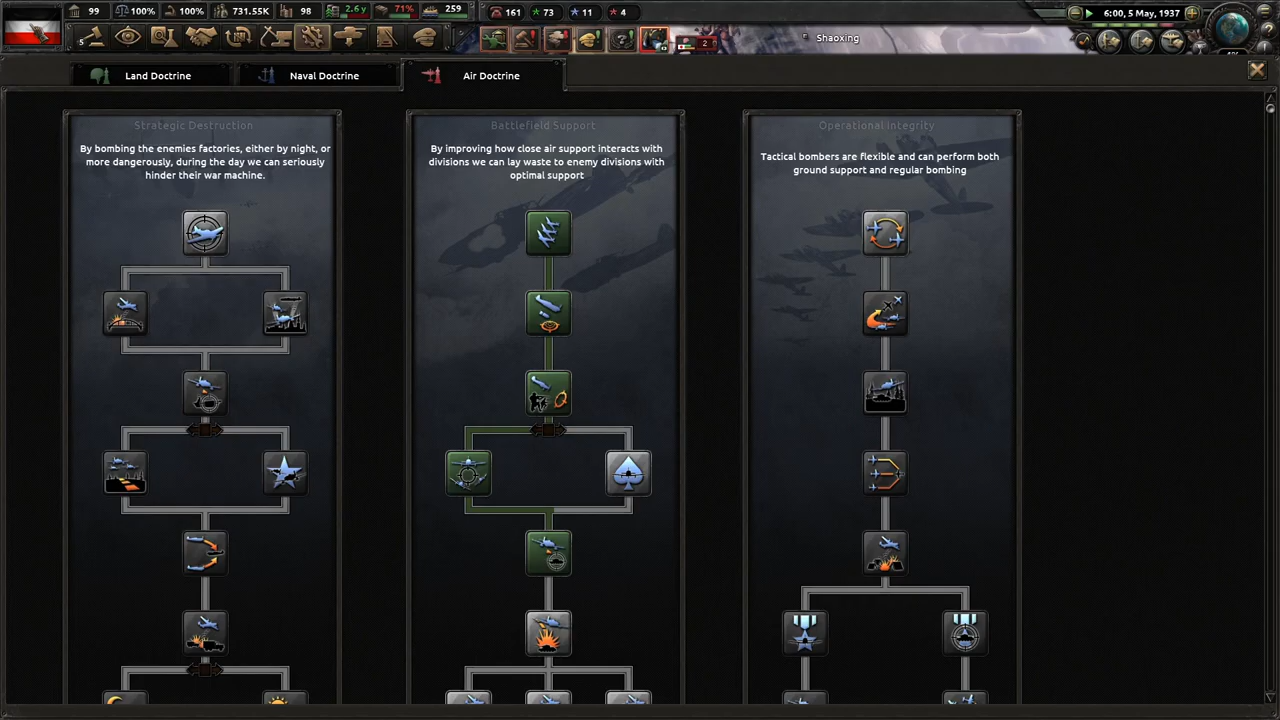 99
100%
100%
731.55K
98
2.6 y
71%
259
161
73
11
4
6:00, 5 May, 1937
5
2
Shaoxing
Land Doctrine
Naval Doctrine
Air Doctrine
Strategic Destruction
By bombing the enemies factories, either by night, or
more dangerously, during the day we can seriously
hinder their war machine.
Battlefield Support
By improving how close air support interacts with
divisions we can lay waste to enemy divisions with
optimal support
Operational Integrity
Tactical bombers are flexible and can perform both
ground support and regular bombing